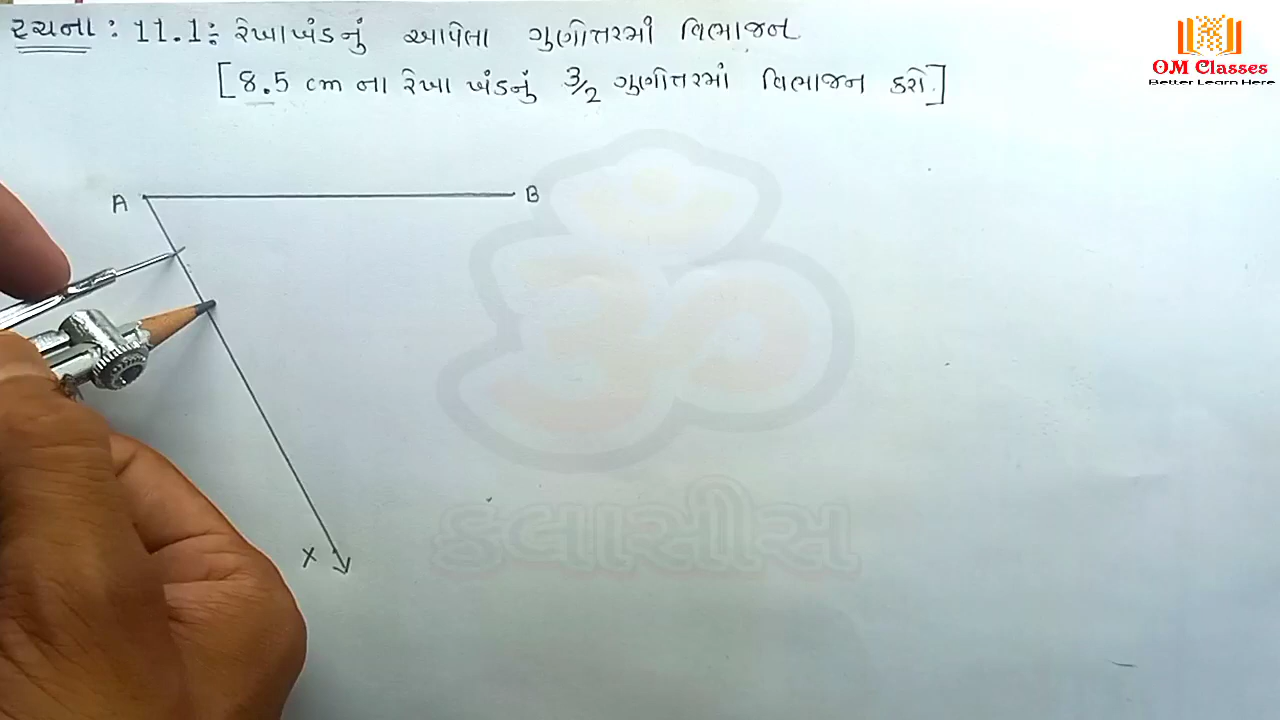 રચના : 11.1 : રેખાખંડનું આપેલા ગુણોત્તરમાં વિભાજન
[8.5 cm ના રેખા ખંડનું 3/2 ગુણોત્તરમાં વિભાજન કરો.]
OM Classes
Better Learn Here
A B
X
ૐ
કલાસીસ